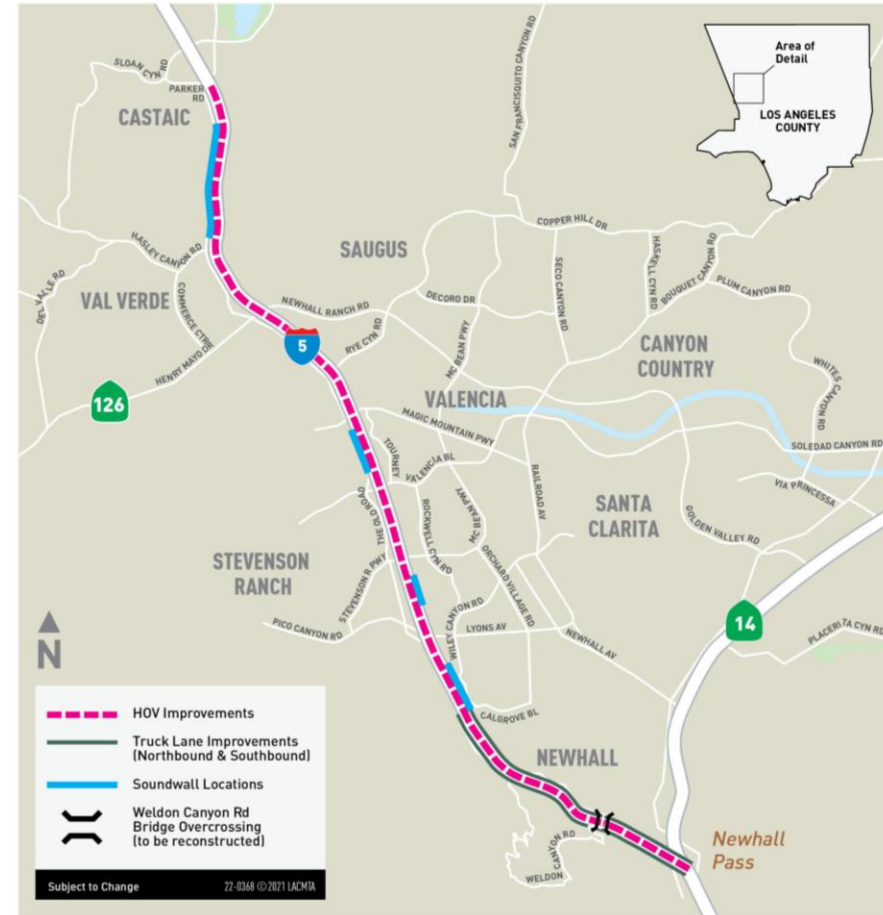 SLOAN CYN RD
PARKER
RD
CASTAIC
SAN FRANCISQUITO CANYON RD
Area of
Detail
LOS ANGELES
COUNTY
HASLEY CANYON RD
DEL VALLE RD
VAL VERDE
COMMERCE CTR
HENRY MAYO DR
126
SAUGUS
NEWHALL RANCH RD
5
RYE CYN RD
DECORO DR
MC BEAN PWY
COPPER HILL DR
SECO CANYON RD
HASKELL CYN RD
BOUQUET CANYON RD
PLUM CANYON RD
CANYON
COUNTRY
WHITES CANYON RD
VALENCIA
MAGIC MOUNTAIN PWY
SOLEDAD CANYON RD
TOURNEY
VALENCIA BL
THE OLD ROAD
ROCKWELL CYN RD
MC BEAN PWY
RAILROAD AV
VIA PRINCESSA
SANTA
CLARITA
GOLDEN VALLEY RD
STEVENSON
RANCH
STEVENSON R PWY
ORCHARD VILLAGE RD
PICO CANYON RD
WILEY CANYON RD
LYONS AV
NEWHALL AV
14
PLACERITA CYN RD
N
CALGROVE BL
NEWHALL
WELDON
CANYON RD
Newhall
Pass
HOV Improvements
Truck Lane Improvements
(Northbound & Southbound)
Soundwall Locations
Weldon Canyon Rd
Bridge Overcrossing
(to be reconstructed)
Subject to Change
22-0368 ©2021 LACMTA